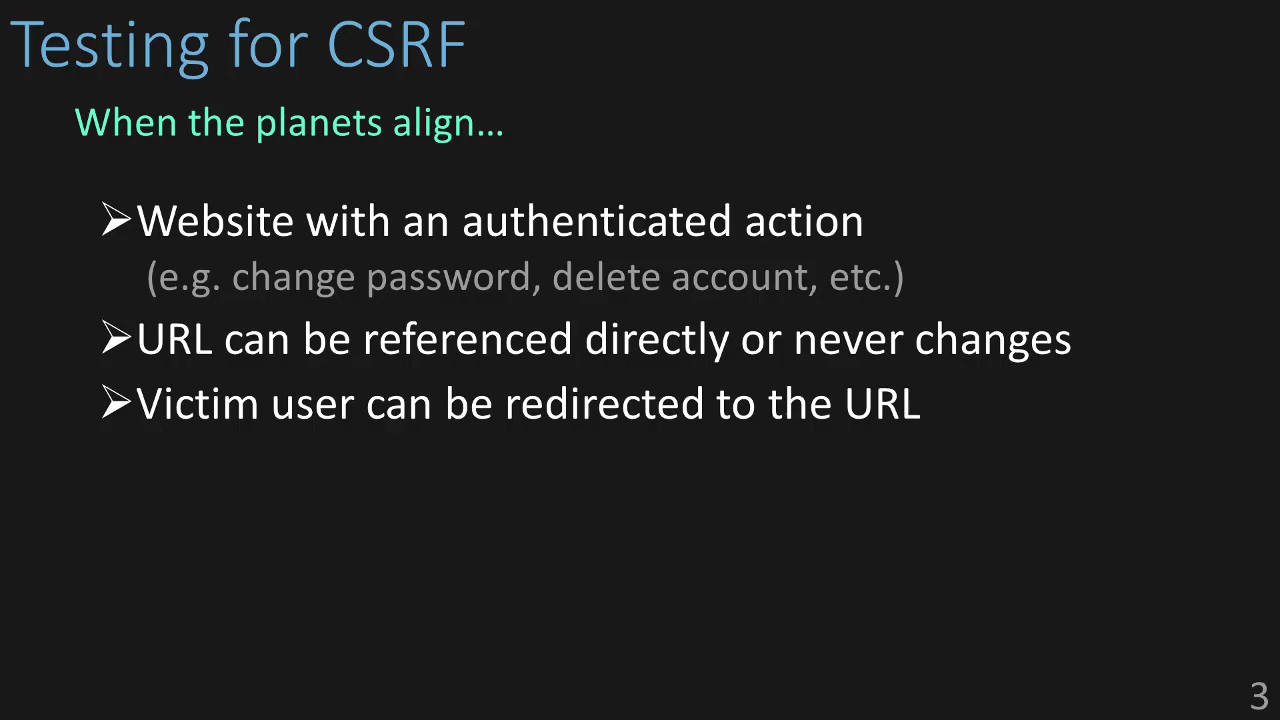 Testing for CSRF
When the planets align…
➢Website with an authenticated action
(e.g. change password, delete account, etc.)
➢URL can be referenced directly or never changes
➢Victim user can be redirected to the URL
3